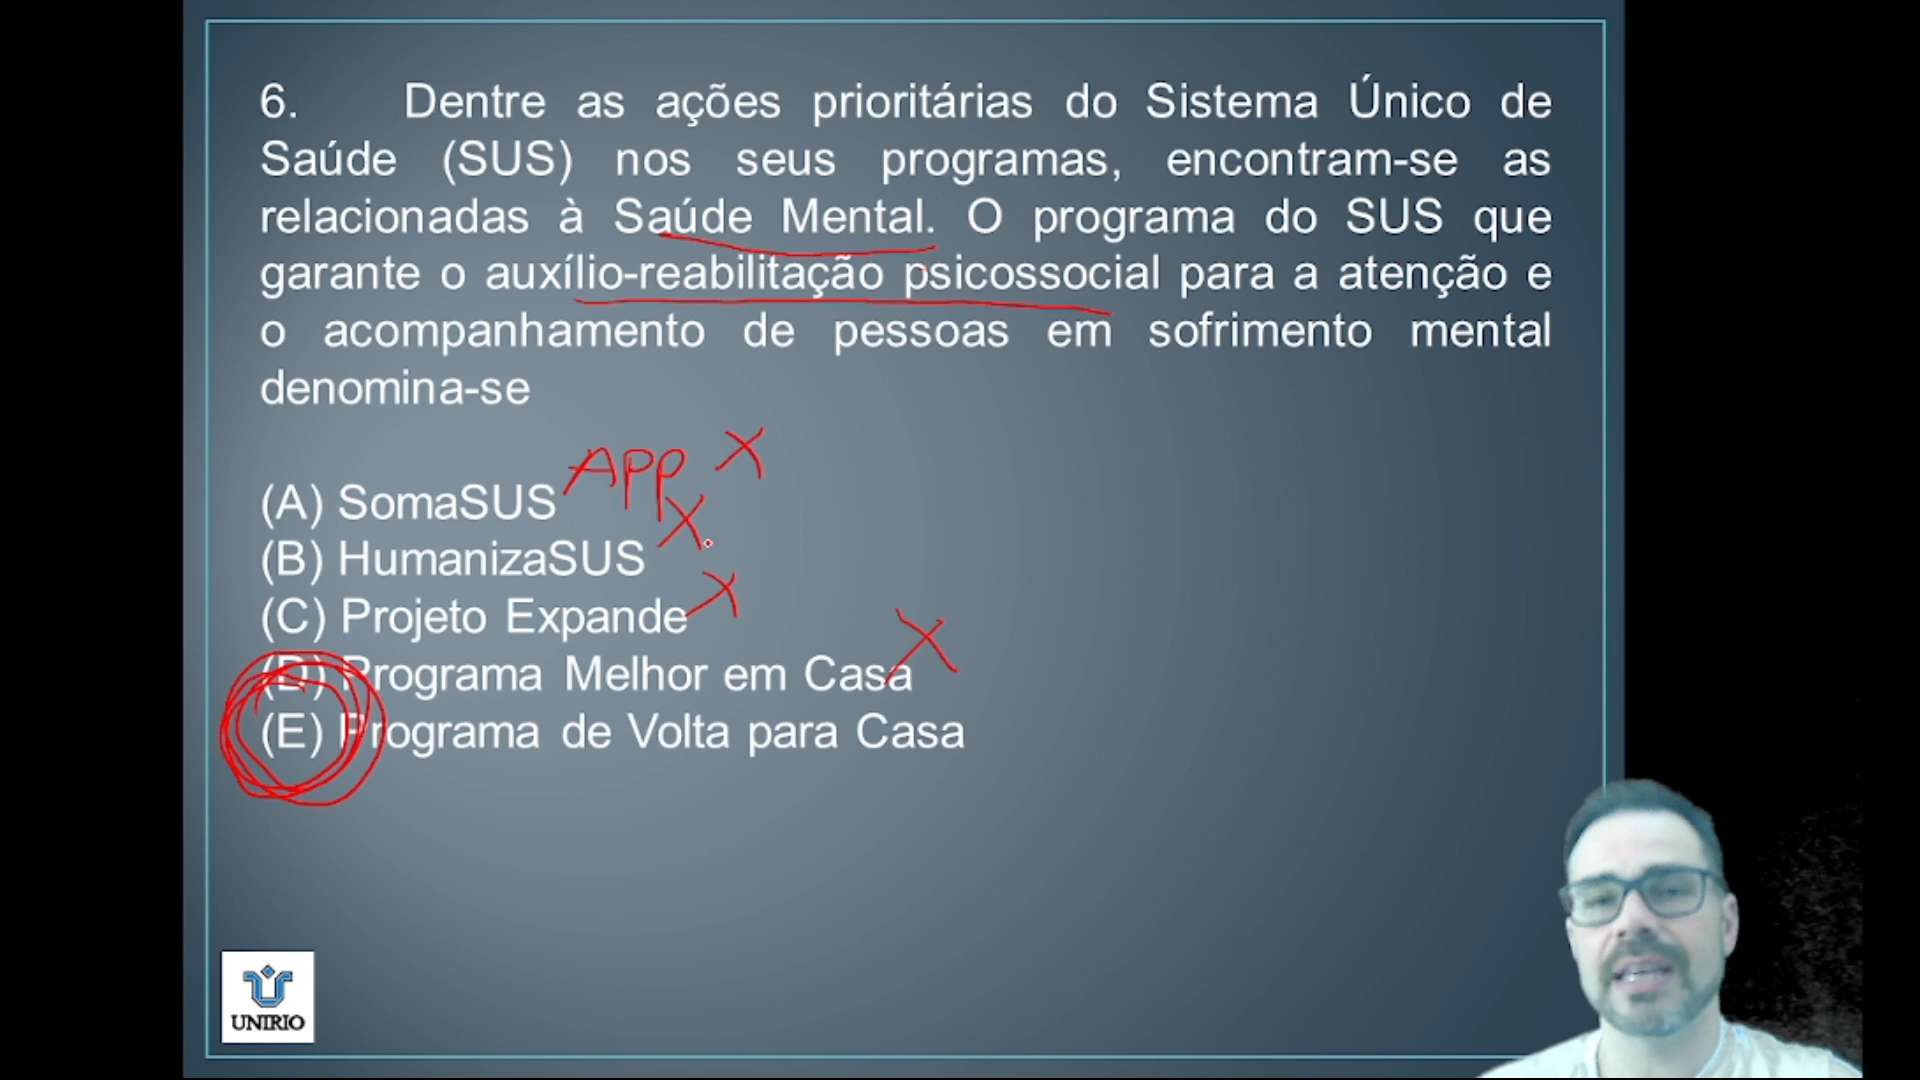 6. Dentre as ações prioritárias do Sistema Único de
Saúde (SUS) nos seus programas, encontram-se as
relacionadas à Saúde Mental. O programa do SUS que
garante o auxílio-reabilitação psicossocial para a atenção e
o acompanhamento de pessoas em sofrimento mental
denomina-se
APP X
(A) SomaSUS
X
(B) HumanizaSUS
X
(C) Projeto Expande
X
(D) Programa Melhor em Casa
(E) Programa de Volta para Casa
UNIRIO